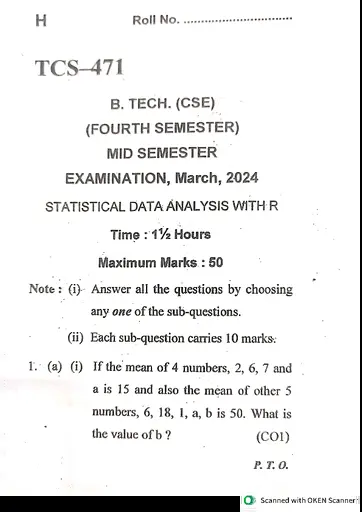 H Roll No. ..............................
TCS–471
B. TECH. (CSE)
(FOURTH SEMESTER)
MID SEMESTER
EXAMINATION, March, 2024
STATISTICAL DATA ANALYSIS WITH R
Time : 1½ Hours
Maximum Marks : 50
Note : (i) Answer all the questions by choosing
any one of the sub-questions.
(ii) Each sub-question carries 10 marks.
1. (a) (i) If the mean of 4 numbers, 2, 6, 7 and
a is 15 and also the mean of other 5
numbers, 6, 18, 1, a, b is 50. What is
the value of b ? (CO1)
P. T. O.
Scanned with OKEN Scanner